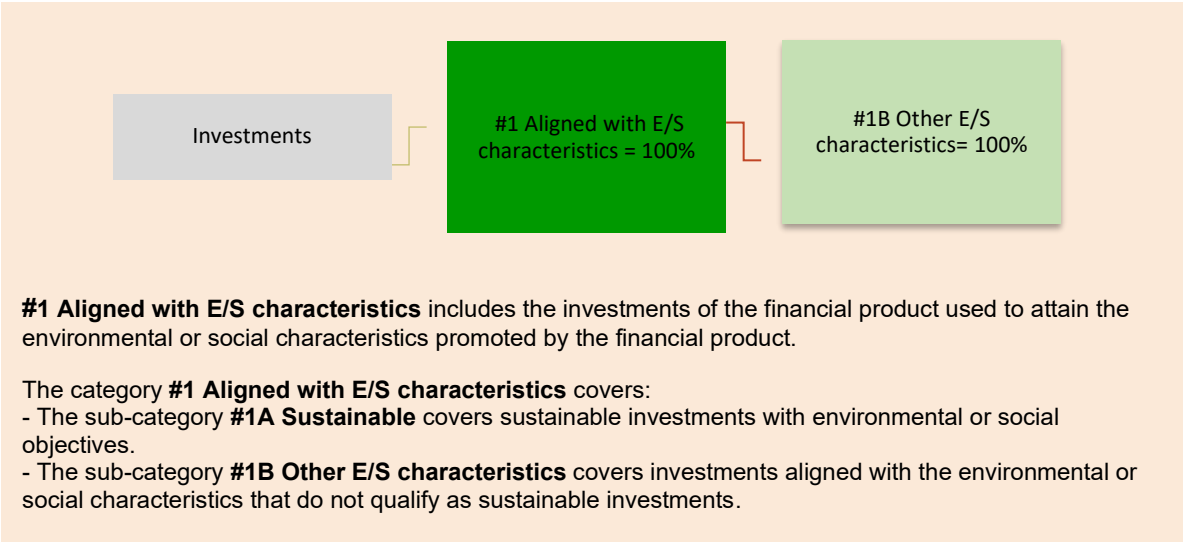 Investments
#1 Aligned with E/S
characteristics = 100%
#1B Other E/S
characteristics= 100%
#1 Aligned with E/S characteristics includes the investments of the financial product used to attain the
environmental or social characteristics promoted by the financial product.
The category #1 Aligned with E/S characteristics covers:
- The sub-category #1A Sustainable covers sustainable investments with environmental or social
objectives.
- The sub-category #1B Other E/S characteristics covers investments aligned with the environmental or
social characteristics that do not qualify as sustainable investments.